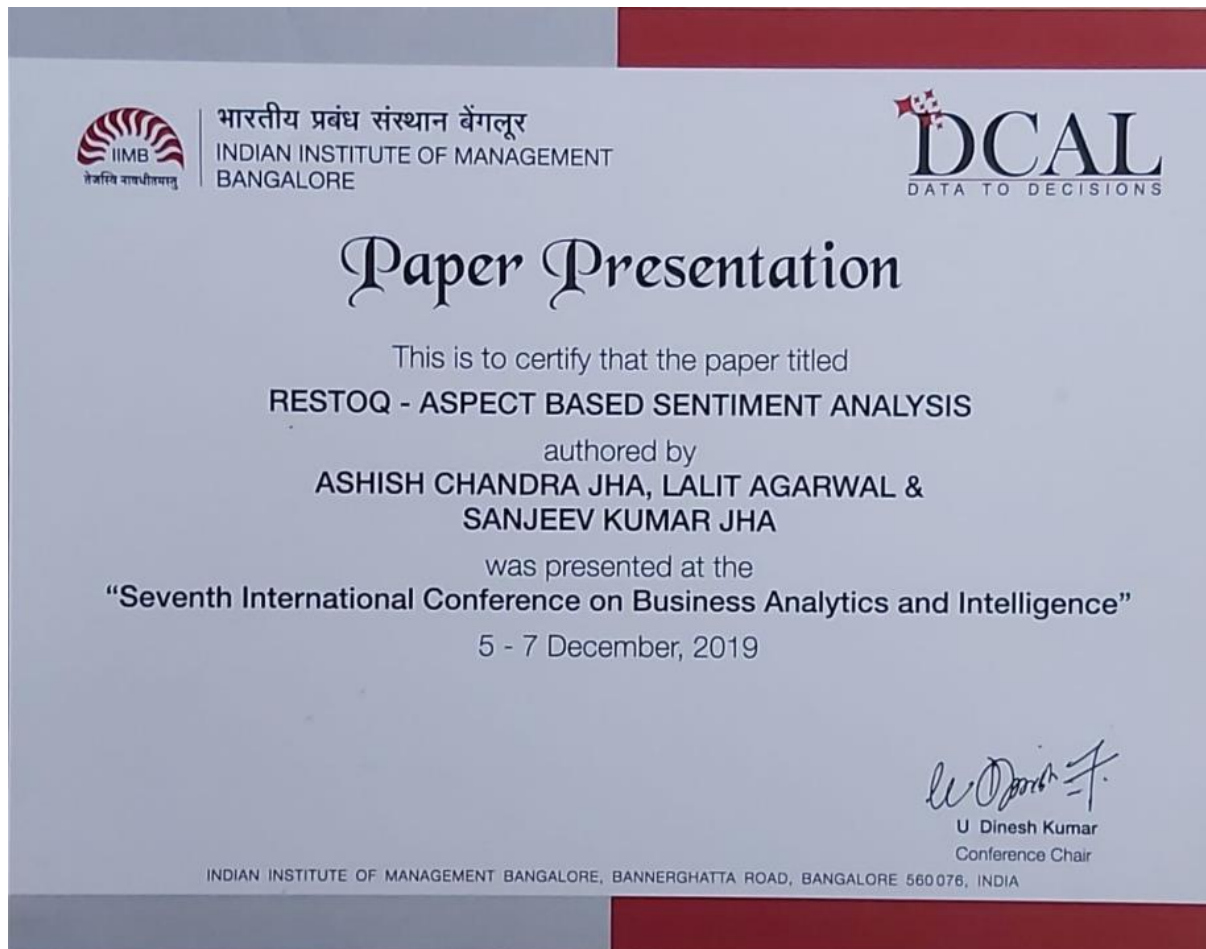 IIMB
तेजस्वि नावधीतमस्तु
भारतीय प्रबंध संस्थान बेंगलूर
INDIAN INSTITUTE OF MANAGEMENT
BANGALORE
DCAL
DATA TO DECISIONS
Paper Presentation
This is to certify that the paper titled
RESTOQ - ASPECT BASED SENTIMENT ANALYSIS
authored by
ASHISH CHANDRA JHA, LALIT AGARWAL &
SANJEEV KUMAR JHA
was presented at the
“Seventh International Conference on Business Analytics and Intelligence”
5 - 7 December, 2019
U Dinesh Kumar
Conference Chair
INDIAN INSTITUTE OF MANAGEMENT BANGALORE, BANNERGHATTA ROAD, BANGALORE 560076, INDIA